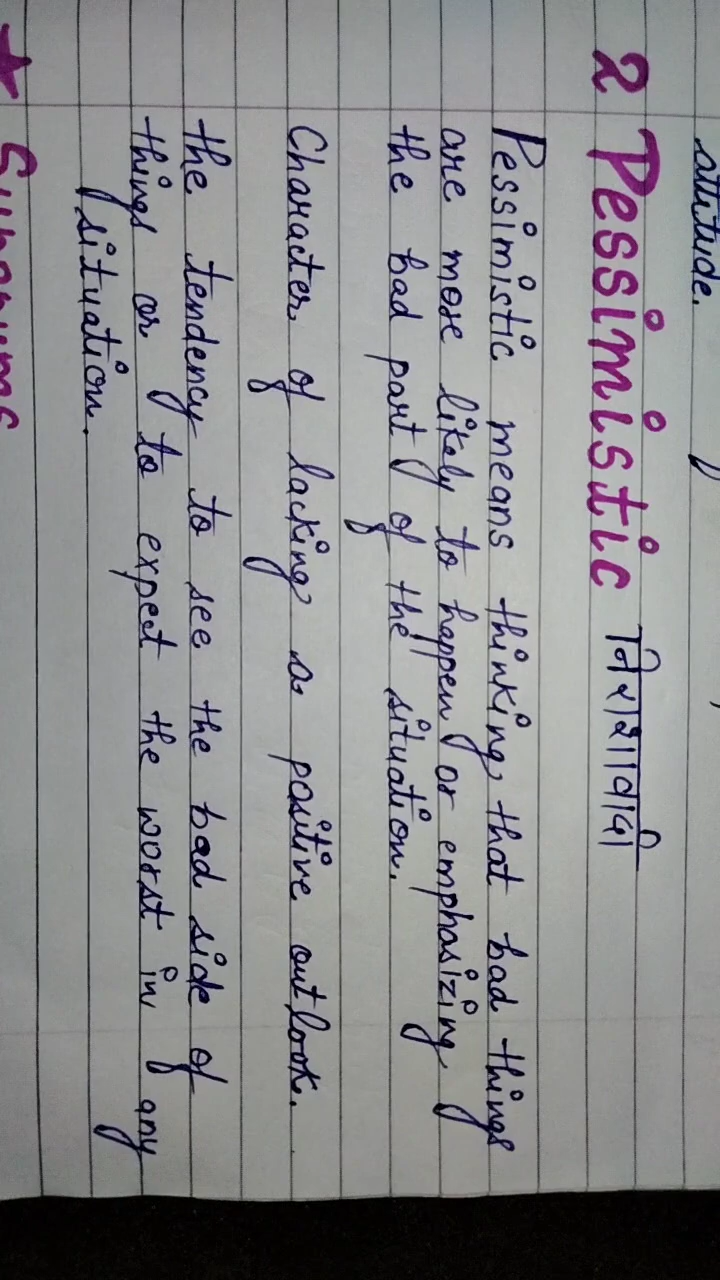 attitude.
2 Pessimistic निराशावादी
Pessimistic means thinking that bad things
are more likely to happen or emphasizing
the bad part of the situation.
Character of lacking a positive outlook.
the tendency to see the bad side of
things or to expect the worst in any
situation.
★ Synonyms